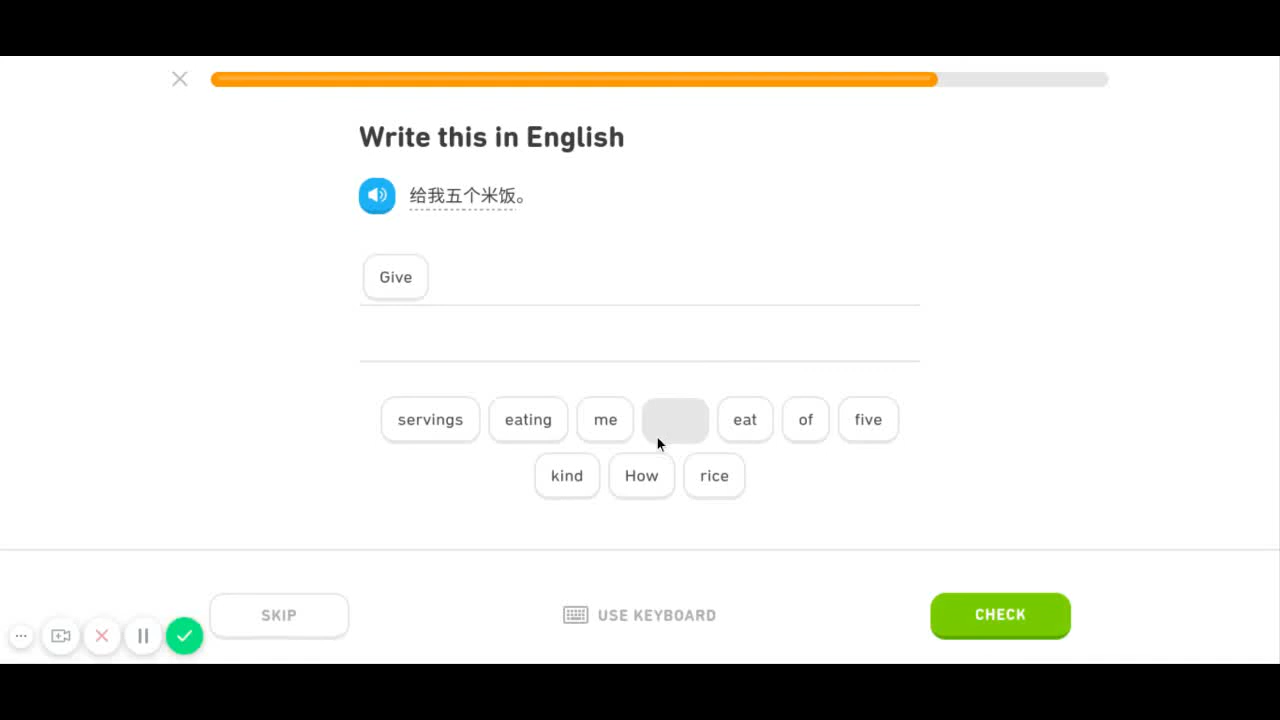 Write this in English
给我五个米饭。
Give
servings eating me eat of five
kind How rice
SKIP USE KEYBOARD CHECK